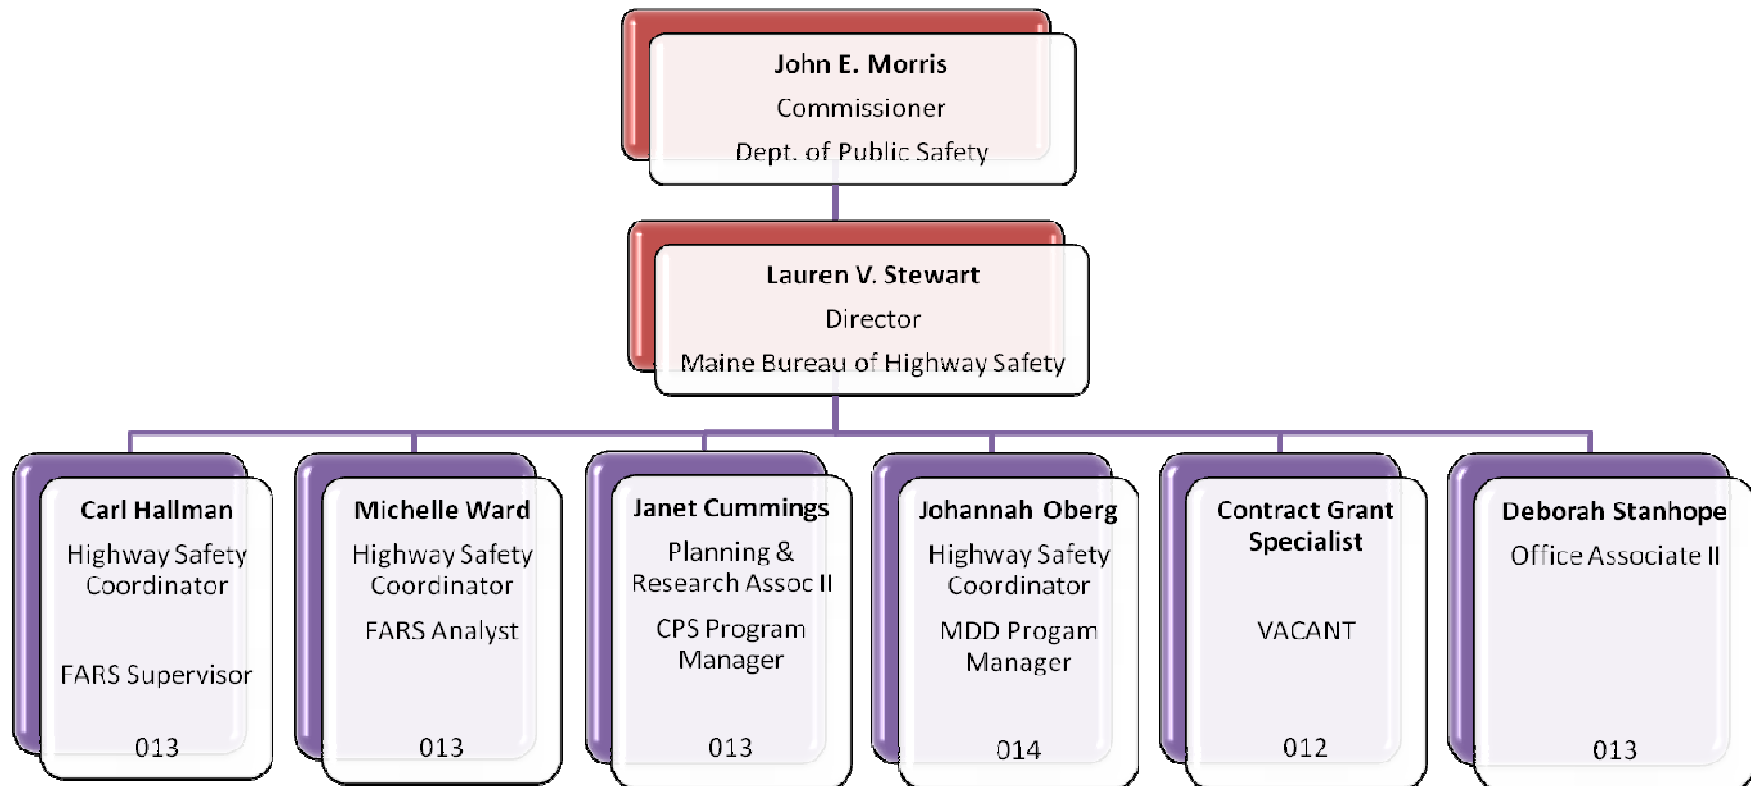 John E. Morris
Commissioner
Dept. of Public Safety
Lauren V. Stewart
Director
Maine Bureau of Highway Safety
Carl Hallman
Highway Safety
Coordinator
FARS Supervisor
013
Michelle Ward
Highway Safety
Coordinator
FARS Analyst
013
Janet Cummings
Planning &
Research Assoc II
CPS Program
Manager
013
Johannah Oberg
Highway Safety
Coordinator
MDD Progam
Manager
014
Contract Grant
Specialist
VACANT
012
Deborah Stanhope
Office Associate II
013